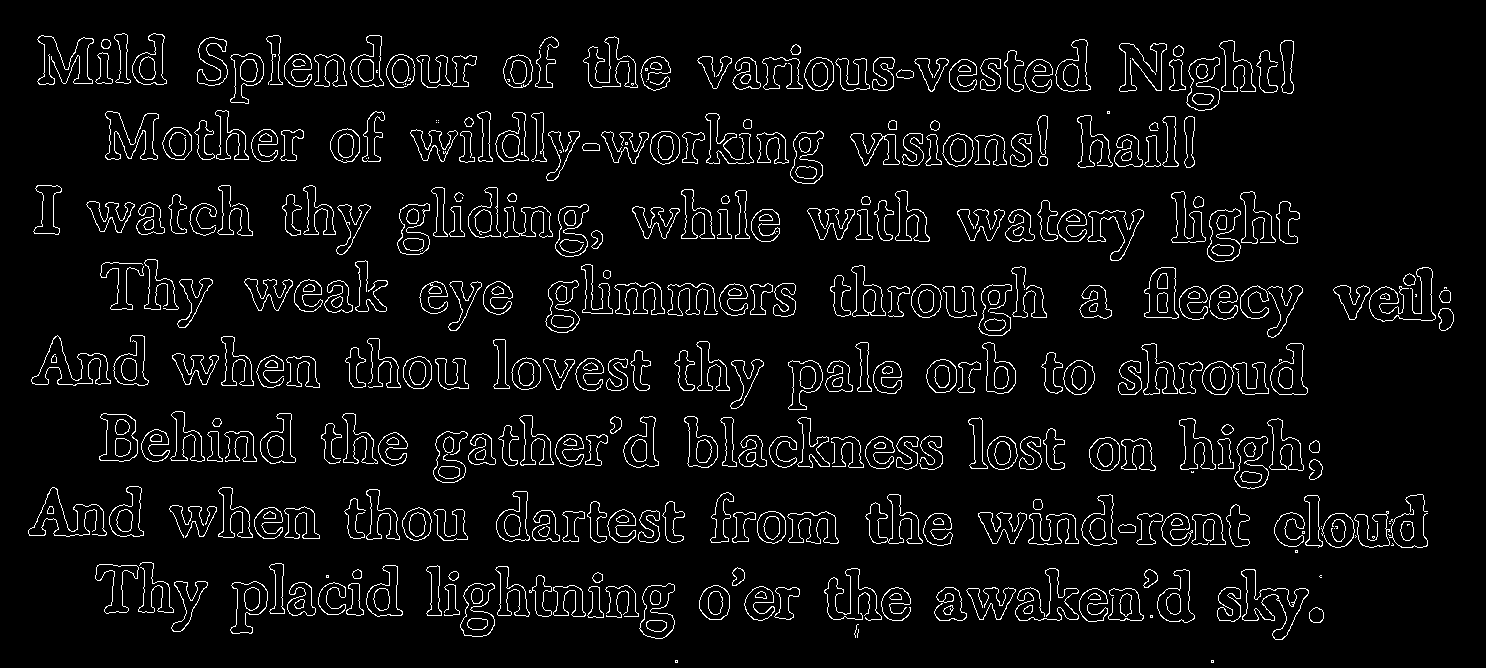 Mild Splendour of the various-vested Night!
Mother of wildly-working visions! hail!
I watch thy gliding, while with watery light
Thy weak eye glimmers through a fleecy veil;
And when thou lovest thy pale orb to shroud
Behind the gather'd blackness lost on high;
And when thou dartest from the wind-rent cloud
Thy placid lightning o'er the awaken'd sky.